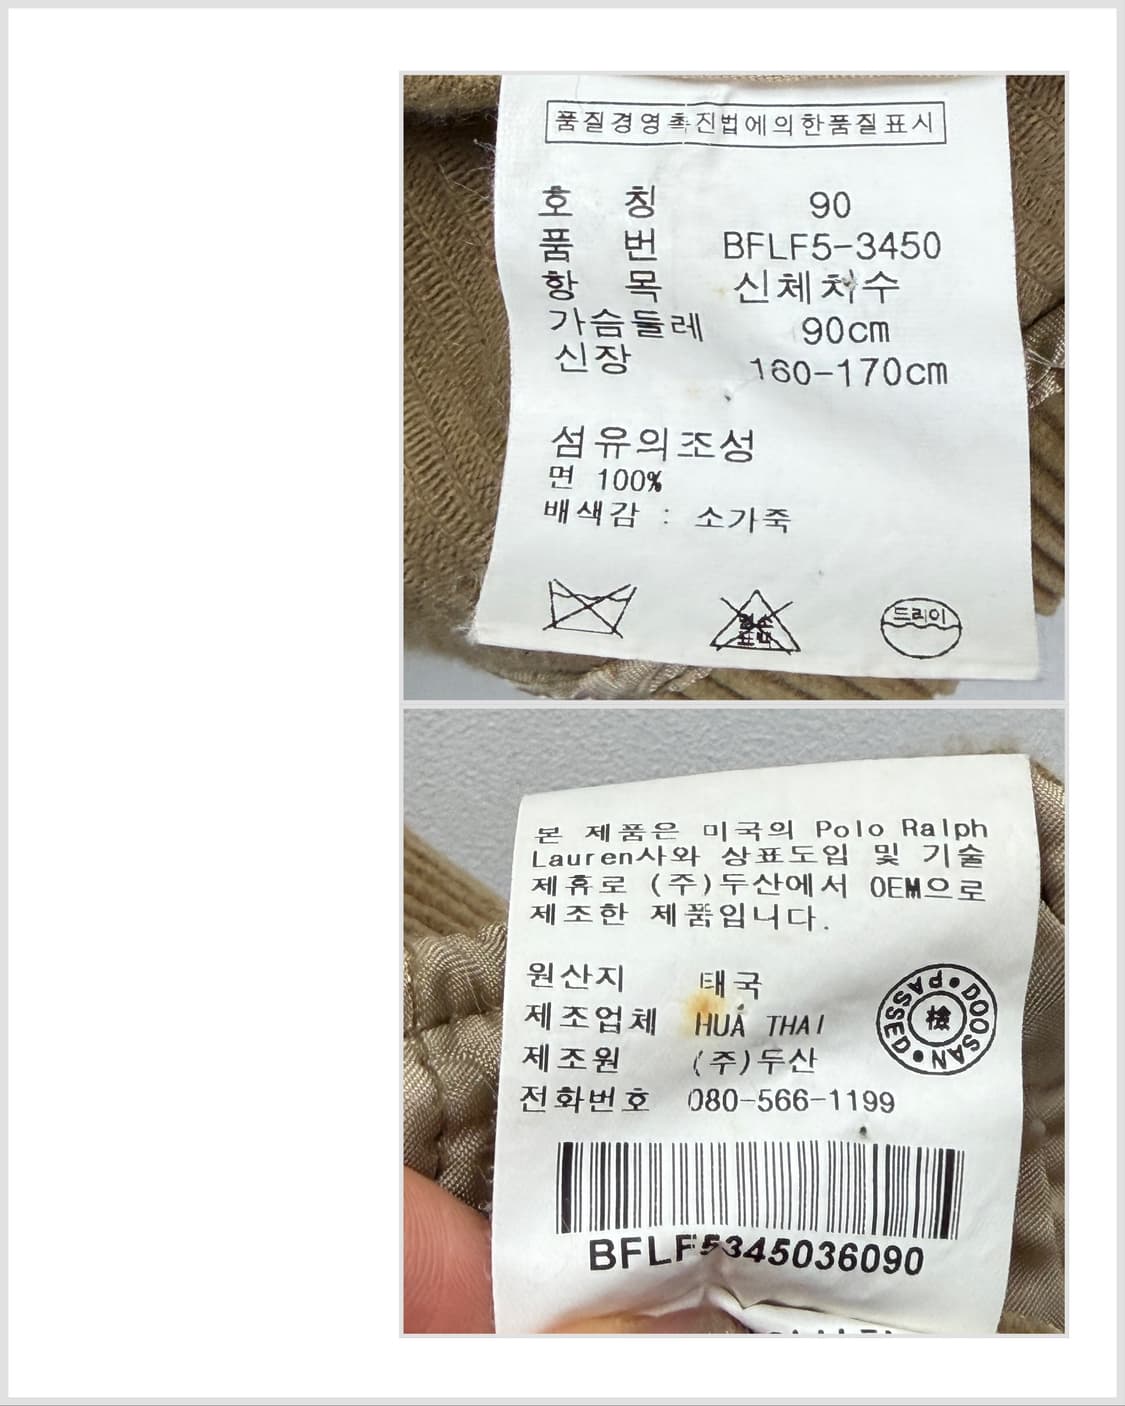 품질경영촉진법에의한품질표시
호 칭 90
품 번 BFLF5-3450
항 목 신체치수
가슴둘레 90cm
신장 160-170cm
섬유의조성
면 100%
배색감 : 소가죽
염소
표백
드라이
본 제품은 미국의 Polo Ralph
Lauren사와 상표도입 및 기술
제휴로 (주)두산에서 OEM으로
제조한 제품입니다.
원산지 태국
제조업체 HUA THAI
제조원 (주)두산
전화번호 080-566-1199
DOOSAN PASSED
檢
BFLF5345036090